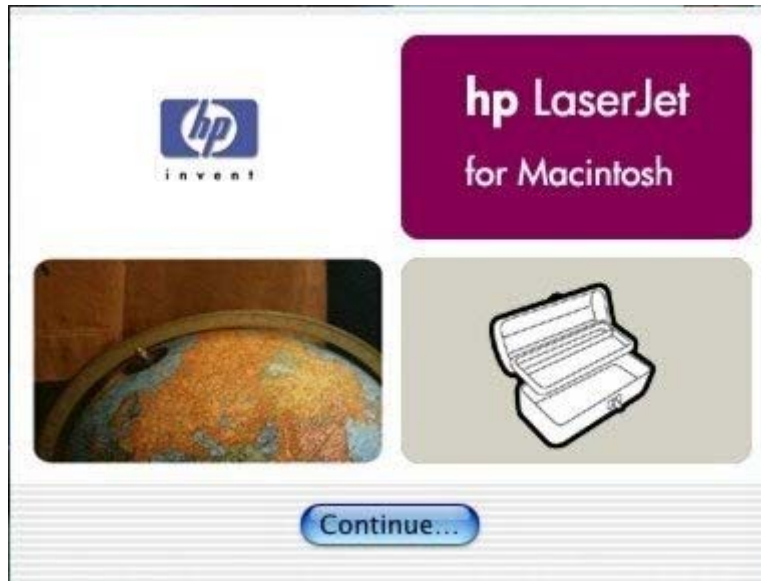 hp
invent
hp LaserJet
for Macintosh
Continue...